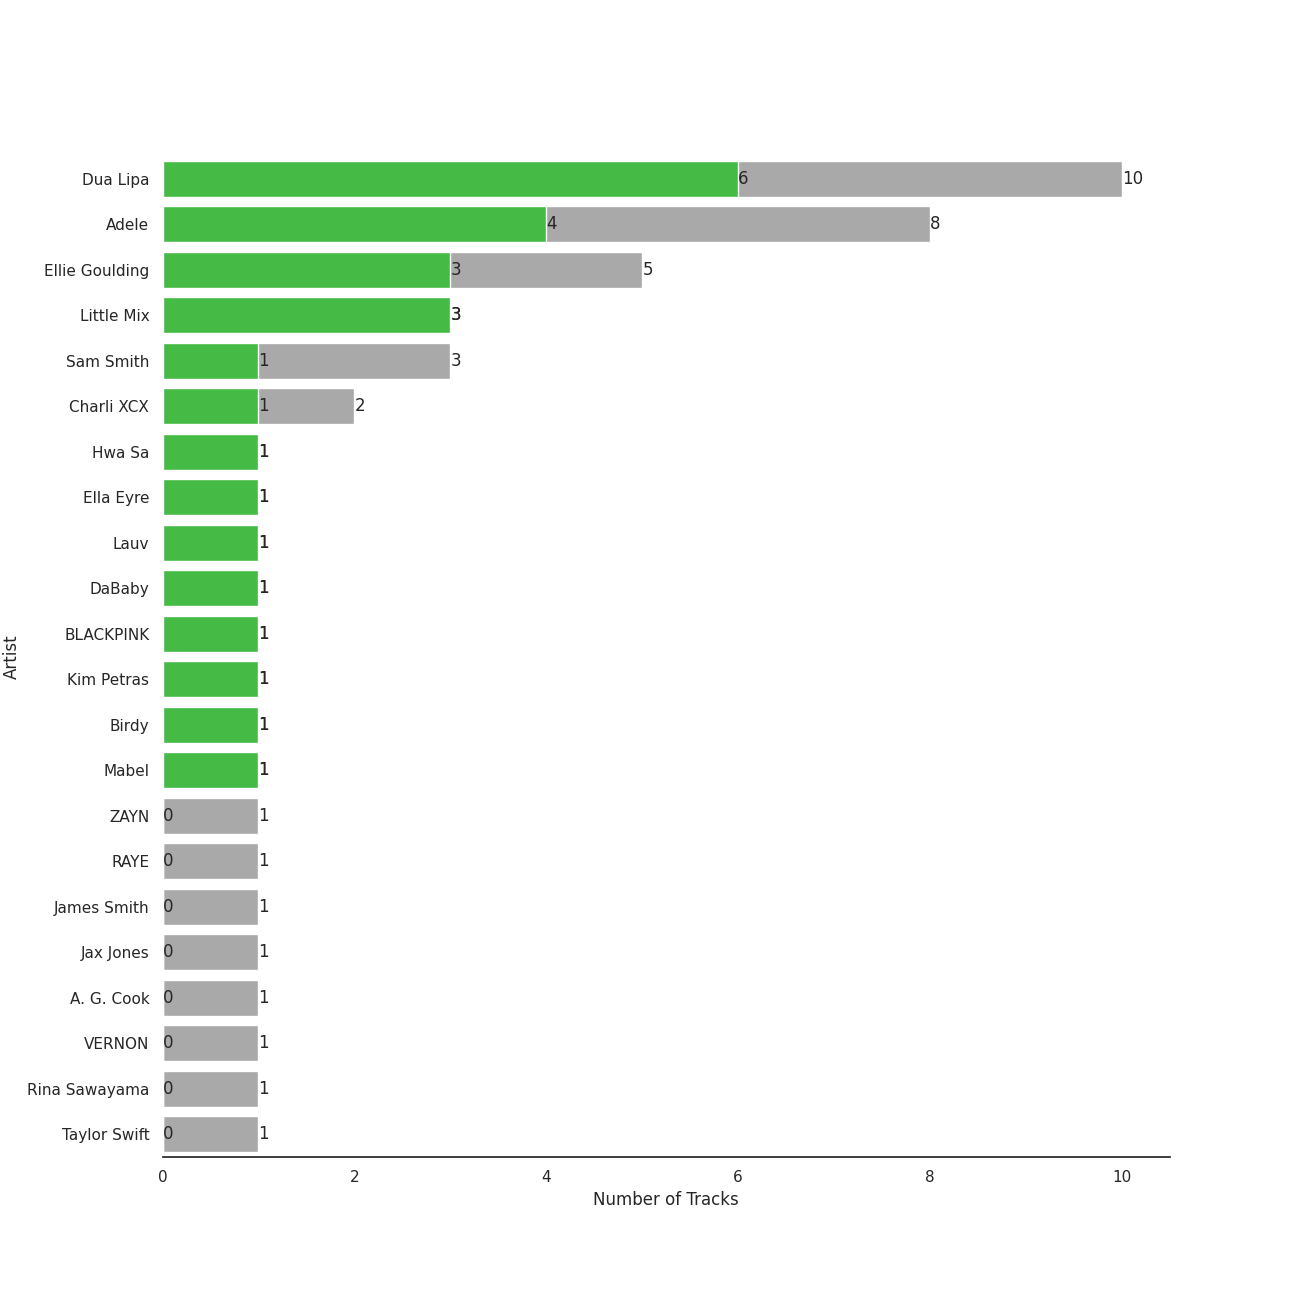 Dua Lipa 6 10
Adele 4 8
Ellie Goulding 3 5
Little Mix 3
Sam Smith 1 3
Charli XCX 1 2
Hwa Sa 1
Ella Eyre 1
Lauv 1
DaBaby 1
BLACKPINK 1
Kim Petras 1
Birdy 1
Mabel 1
ZAYN 0 1
RAYE 0 1
James Smith 0 1
Jax Jones 0 1
A. G. Cook 0 1
VERNON 0 1
Rina Sawayama 0 1
Taylor Swift 0 1
0 2 4 6 8 10
Number of Tracks
Artist